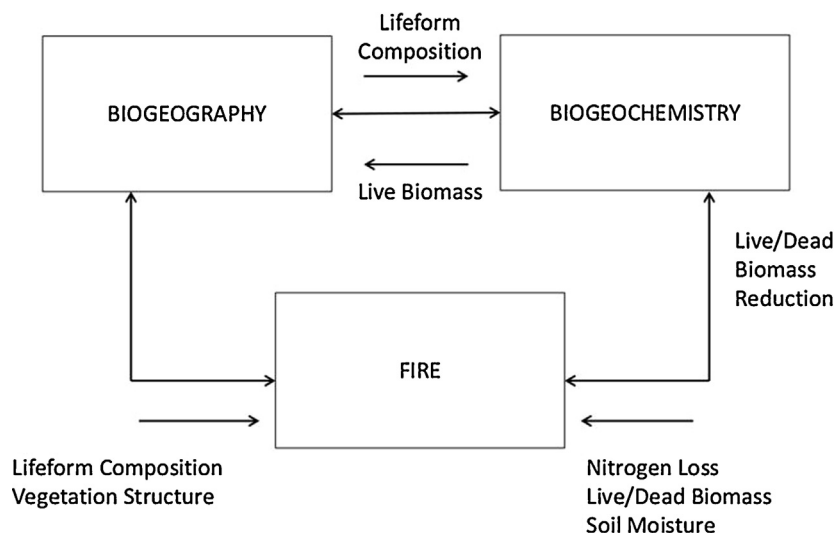 Lifeform
Composition
BIOGEOGRAPHY
BIOGEOCHEMISTRY
Live Biomass
Live/Dead
Biomass
Reduction
FIRE
Lifeform Composition
Vegetation Structure
Nitrogen Loss
Live/Dead Biomass
Soil Moisture